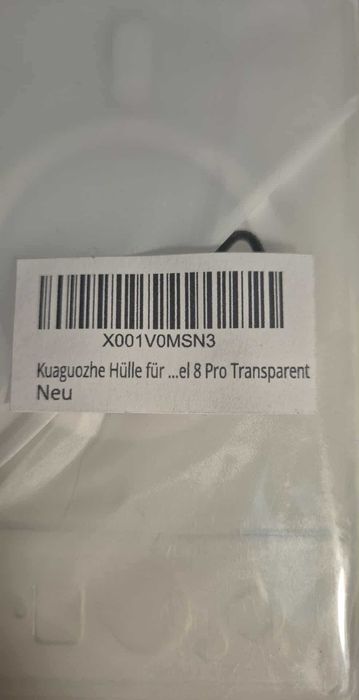 X001V0MSN3
Kuaguozhe Hülle für ...el 8 Pro Transparent
Neu